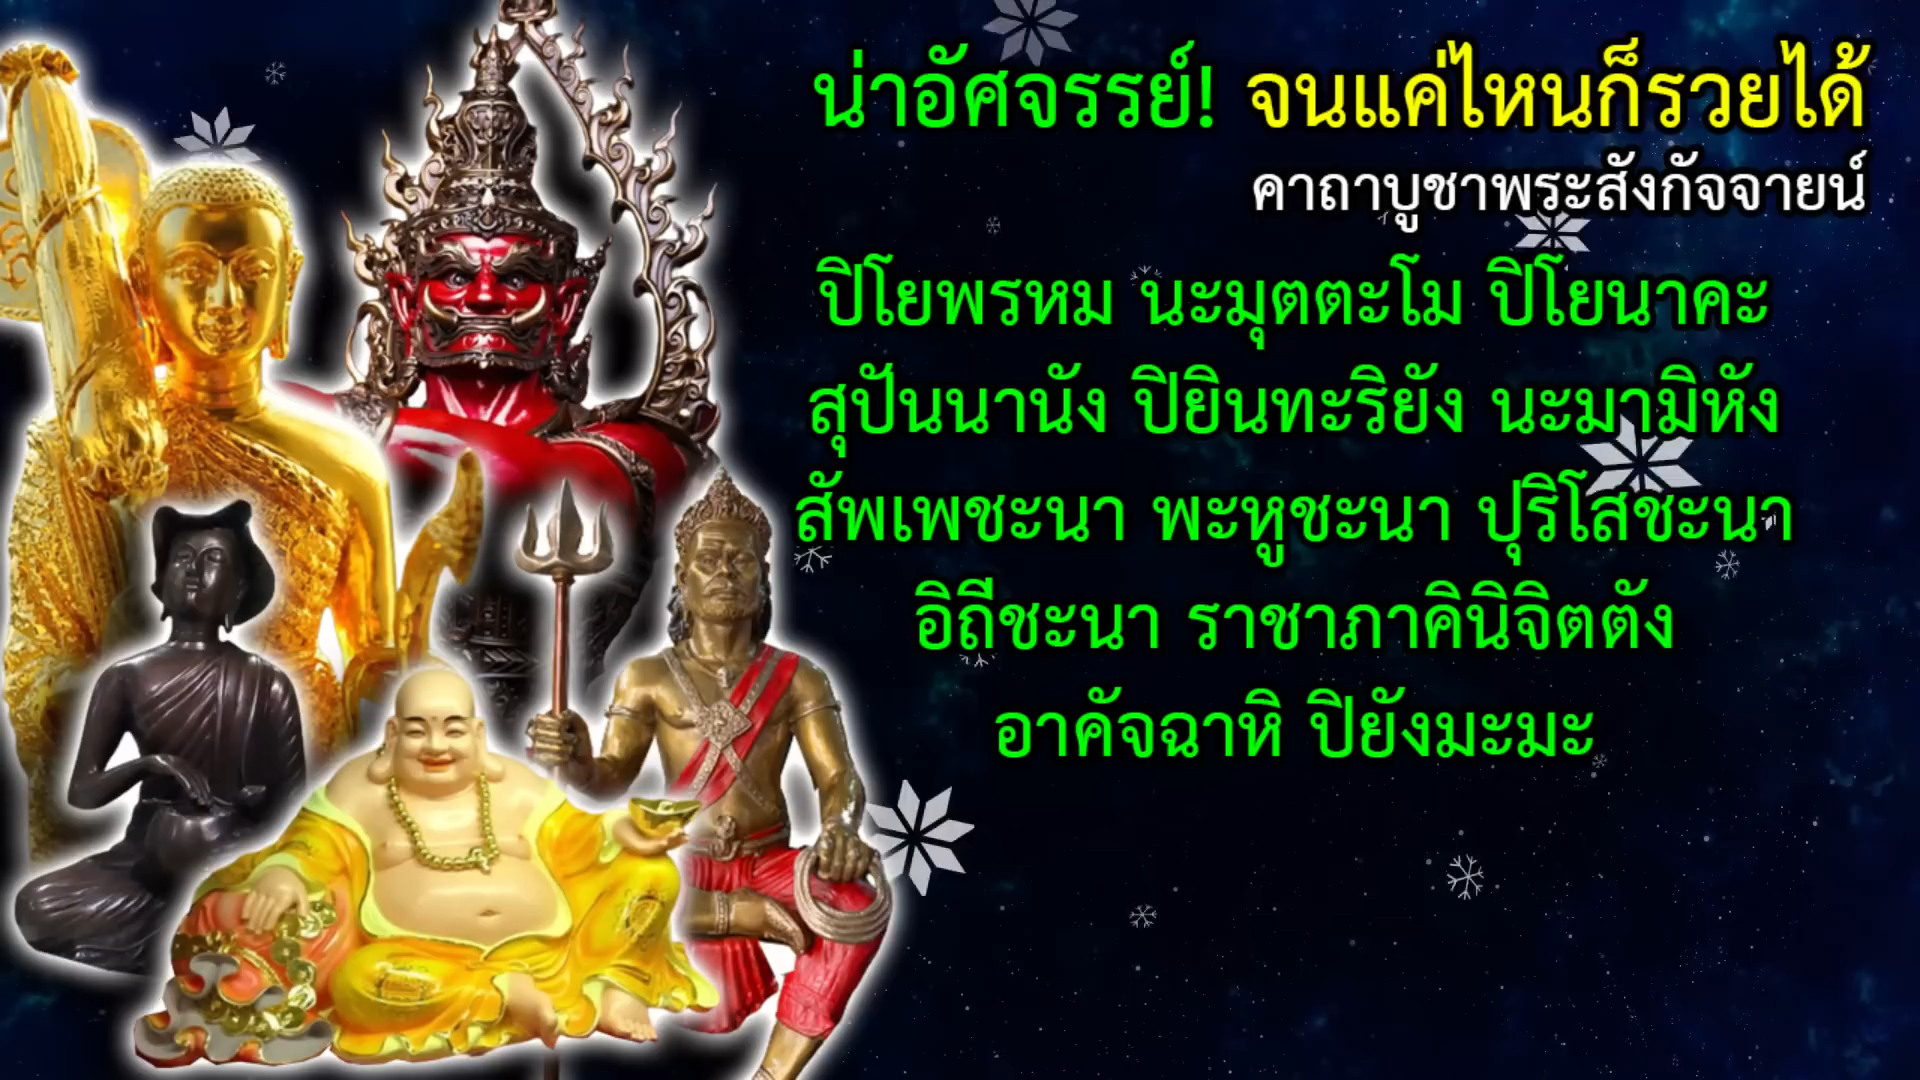 น่าอัศจรรย์! จนแค่ไหนก็รวยได้
คาถาบูชาพระสังกัจจายน์
ปิโยพรหม นะมุตตะโม ปิโยนาคะ
สุปันนานัง ปิยินทะริยัง นะมามิหัง
สัพเพชะนา พะหูชะนา ปุริโสชะนา
อิถีชะนา ราชาภาคินิจิตตัง
อาคัจฉาหิ ปิยังมะมะ